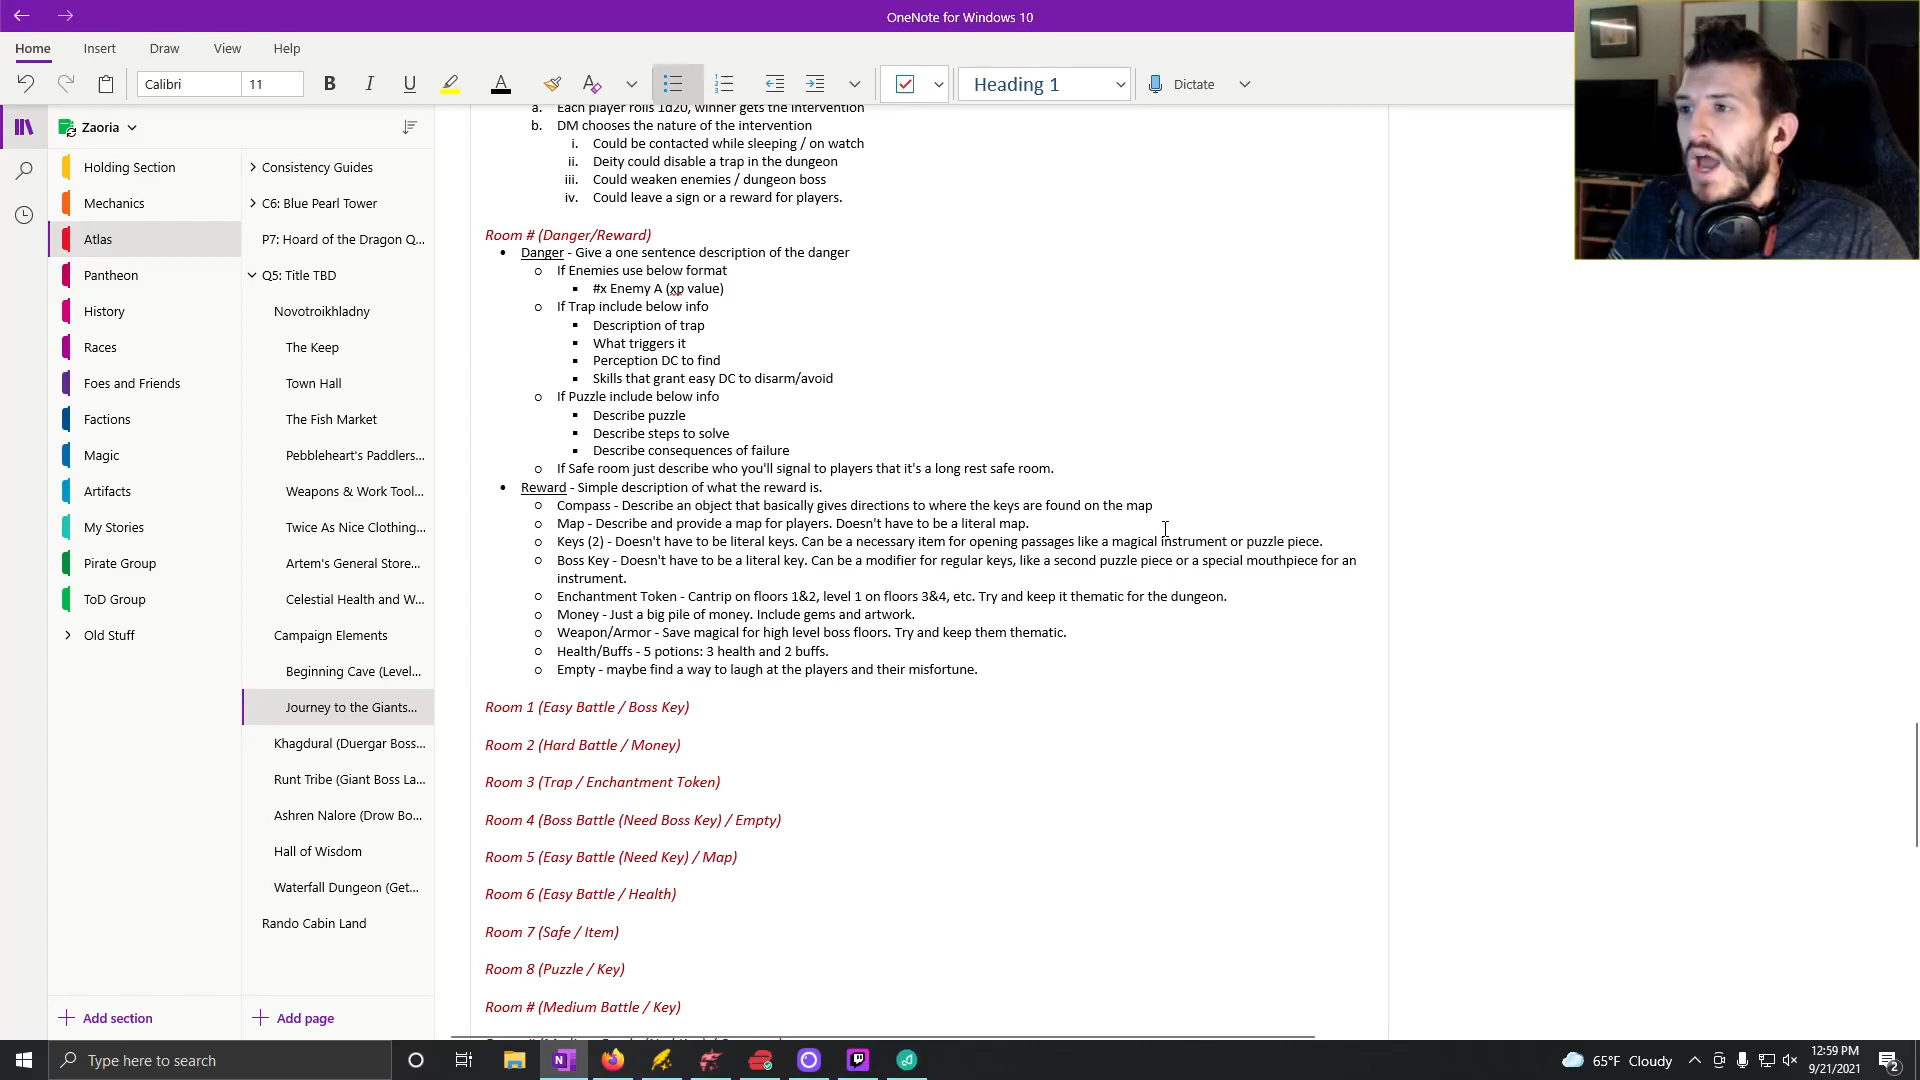 OneNote for Windows 10
Home Insert Draw View Help
Calibri 11 B I U A Heading 1 Dictate
Zaoria
Holding Section
Mechanics
Atlas
Pantheon
History
Races
Foes and Friends
Factions
Magic
Artifacts
My Stories
Pirate Group
ToD Group
Old Stuff
Add section
Consistency Guides
C6: Blue Pearl Tower
P7: Hoard of the Dragon Q...
Q5: Title TBD
Novotroikhladny
The Keep
Town Hall
The Fish Market
Pebbleheart's Paddlers...
Weapons & Work Tool...
Twice As Nice Clothing...
Artem's General Store...
Celestial Health and W...
Campaign Elements
Beginning Cave (Level...
Journey to the Giants...
Khagdural (Duergar Boss...
Runt Tribe (Giant Boss La...
Ashren Nalore (Drow Bo...
Hall of Wisdom
Waterfall Dungeon (Get...
Rando Cabin Land
Add page
a. Each player rolls 1d20, winner gets the intervention
b. DM chooses the nature of the intervention
i. Could be contacted while sleeping / on watch
ii. Deity could disable a trap in the dungeon
iii. Could weaken enemies / dungeon boss
iv. Could leave a sign or a reward for players.
Room # (Danger/Reward)
• Danger - Give a one sentence description of the danger
o If Enemies use below format
▪ #x Enemy A (xp value)
o If Trap include below info
▪ Description of trap
▪ What triggers it
▪ Perception DC to find
▪ Skills that grant easy DC to disarm/avoid
o If Puzzle include below info
▪ Describe puzzle
▪ Describe steps to solve
▪ Describe consequences of failure
o If Safe room just describe who you'll signal to players that it's a long rest safe room.
• Reward - Simple description of what the reward is.
o Compass - Describe an object that basically gives directions to where the keys are found on the map
o Map - Describe and provide a map for players. Doesn't have to be a literal map.
o Keys (2) - Doesn't have to be literal keys. Can be a necessary item for opening passages like a magical instrument or puzzle piece.
o Boss Key - Doesn't have to be a literal key. Can be a modifier for regular keys, like a second puzzle piece or a special mouthpiece for an
instrument.
o Enchantment Token - Cantrip on floors 1&2, level 1 on floors 3&4, etc. Try and keep it thematic for the dungeon.
o Money - Just a big pile of money. Include gems and artwork.
o Weapon/Armor - Save magical for high level boss floors. Try and keep them thematic.
o Health/Buffs - 5 potions: 3 health and 2 buffs.
o Empty - maybe find a way to laugh at the players and their misfortune.
Room 1 (Easy Battle / Boss Key)
Room 2 (Hard Battle / Money)
Room 3 (Trap / Enchantment Token)
Room 4 (Boss Battle (Need Boss Key) / Empty)
Room 5 (Easy Battle (Need Key) / Map)
Room 6 (Easy Battle / Health)
Room 7 (Safe / Item)
Room 8 (Puzzle / Key)
Room # (Medium Battle / Key)
Type here to search
65°F Cloudy
12:59 PM
9/21/2021
2